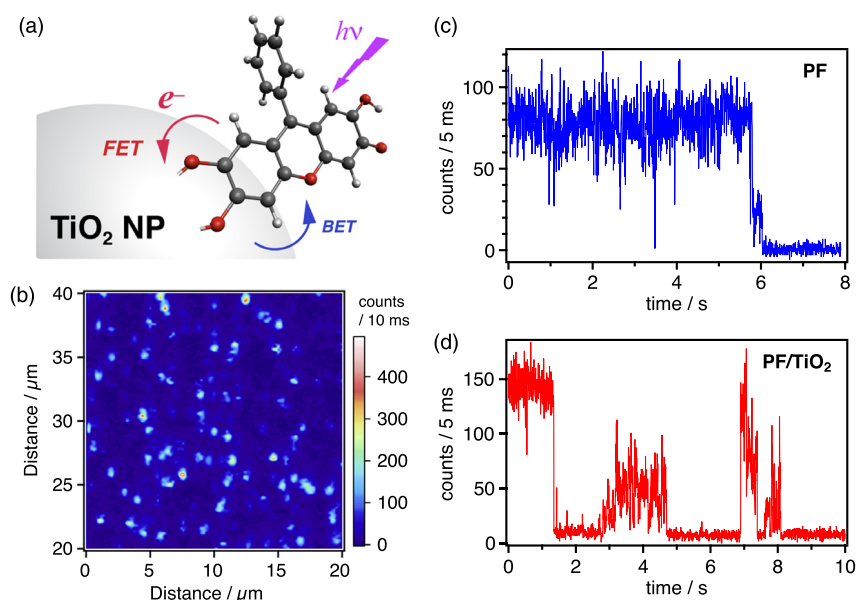 (a)
hν
e–
FET
TiO₂ NP
BET
(b)
counts
/ 10 ms
40
35
30
25
20
Distance / μm
0
5
10
15
20
Distance / μm
400
300
200
100
0
(c)
PF
100
50
0
counts / 5 ms
0
2
4
6
8
time / s
(d)
PF/TiO₂
150
100
50
0
counts / 5 ms
0
2
4
6
8
10
time / s